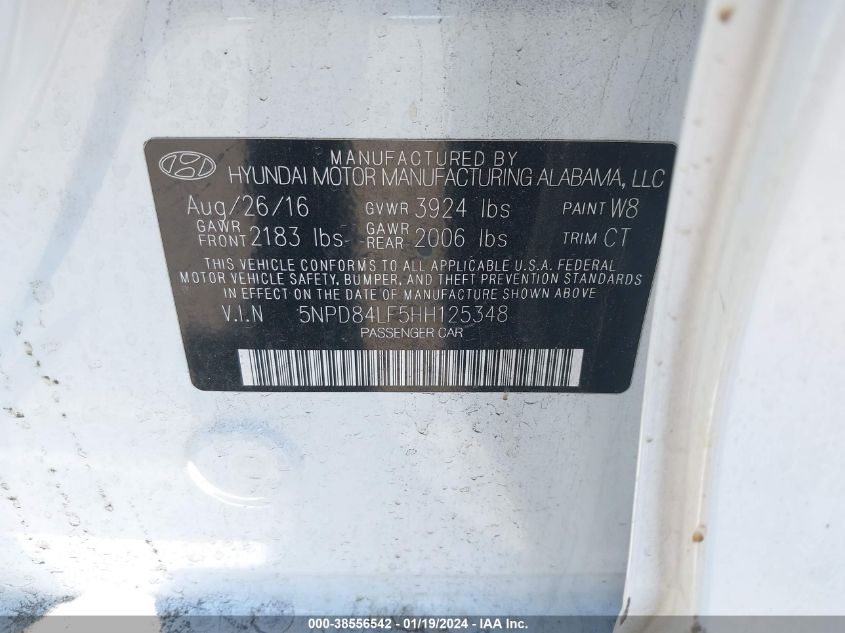 MANUFACTURED BY
HYUNDAI MOTOR MANUFACTURING ALABAMA, LLC
Aug/26/16 GVWR 3924 lbs PAINT W8
GAWR FRONT 2183 lbs GAWR REAR 2006 lbs TRIM CT
THIS VEHICLE CONFORMS TO ALL APPLICABLE U.S.A. FEDERAL
MOTOR VEHICLE SAFETY, BUMPER, AND THEFT PREVENTION STANDARDS
IN EFFECT ON THE DATE OF MANUFACTURE SHOWN ABOVE.
V.I.N 5NPD84LF5HH125348
PASSENGER CAR
000-38556542 - 01/19/2024 - IAA Inc.